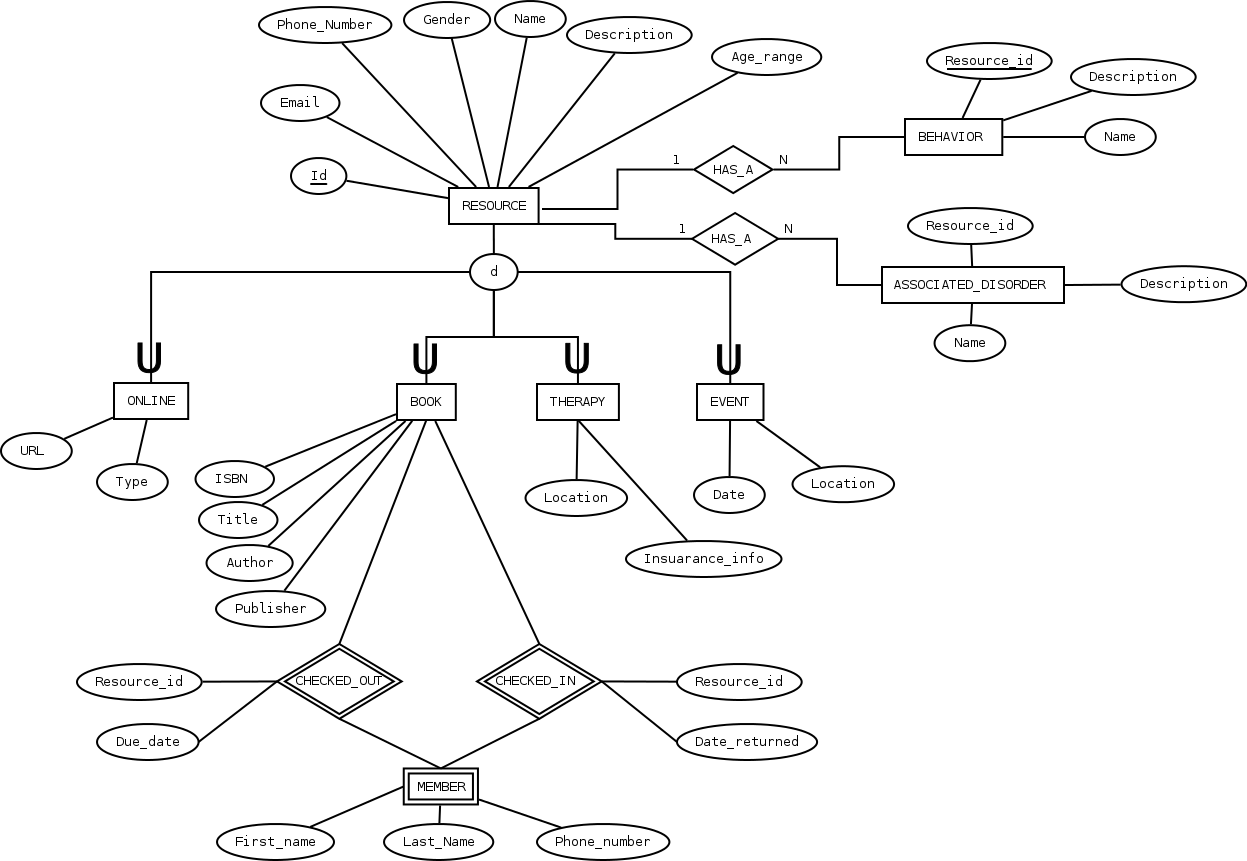 Phone_Number
Gender
Name
Description
Age_range
Resource_id
Description
Email
BEHAVIOR
Name
1
N
HAS_A
Id
RESOURCE
Resource_id
1
N
HAS_A
d
ASSOCIATED_DISORDER
Description
Name
U
U
U
U
ONLINE
BOOK
THERAPY
EVENT
URL
Type
ISBN
Location
Date
Location
Title
Author
Insuarance_info
Publisher
Resource_id
CHECKED_OUT
CHECKED_IN
Resource_id
Due_date
Date_returned
MEMBER
First_name
Last_Name
Phone_number